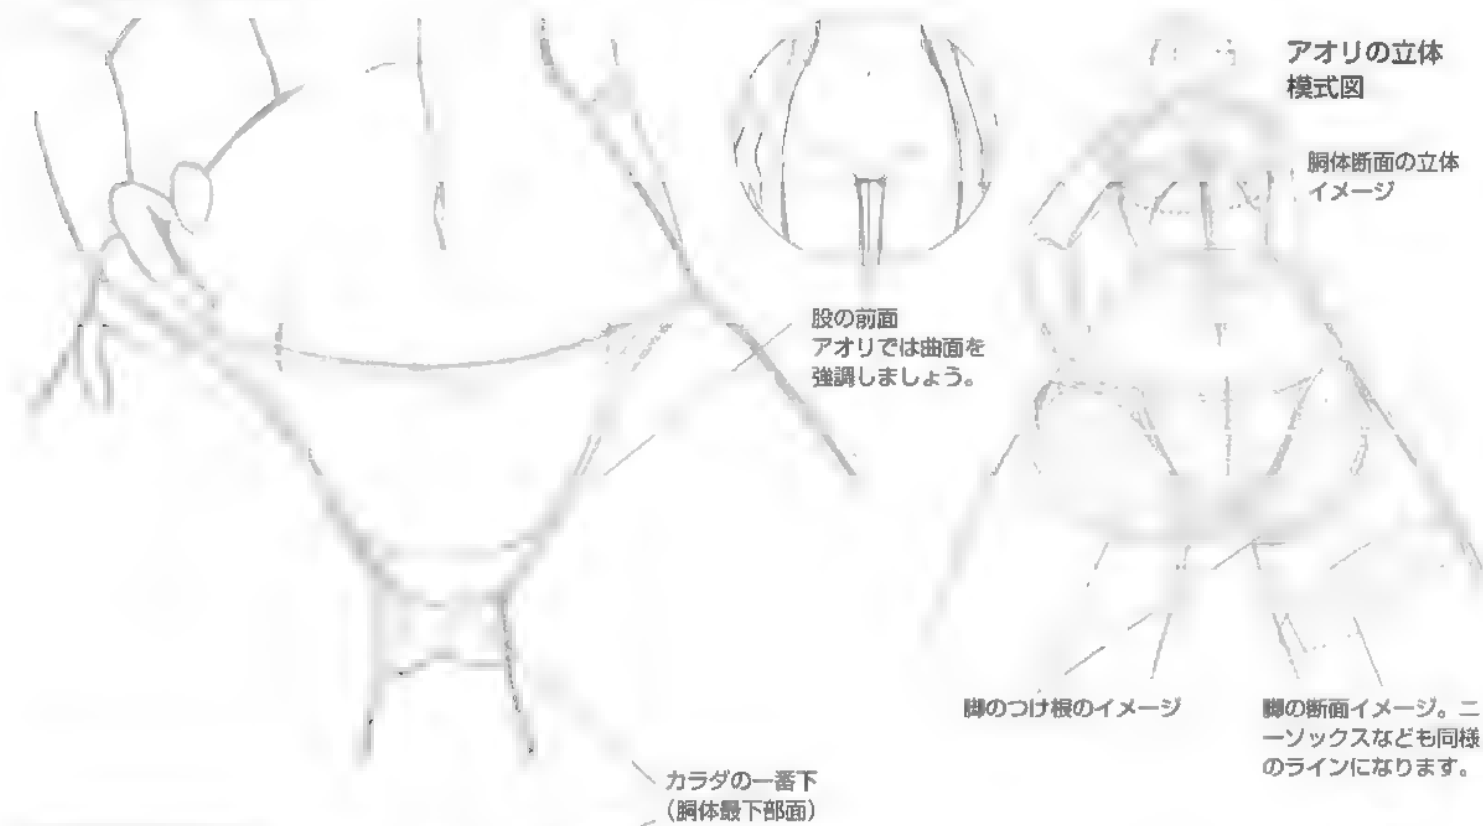 アオリの立体
模式図
胴体断面の立体
イメージ
股の前面
アオリでは曲面を
強調しましょう。
脚のつけ根のイメージ
脚の断面イメージ。ニ
ーソックスなども同様
のラインになります。
カラダの一番下
(胴体最下部面)